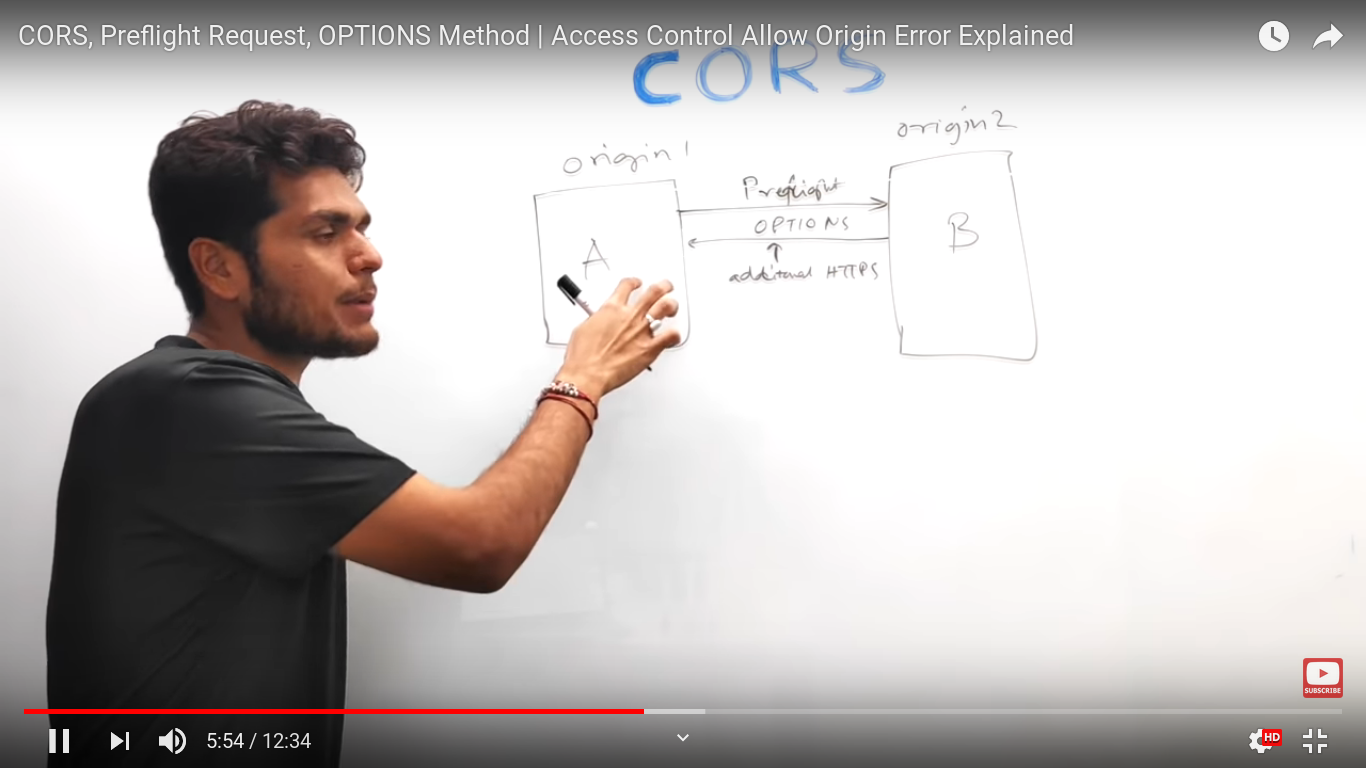 CORS, Preflight Request, OPTIONS Method | Access Control Allow Origin Error Explained
CORS
origin 1
origin 2
Preflight
OPTIONS
A
B
additonal HTTPS
SUBSCRIBE
5:54 / 12:34
HD